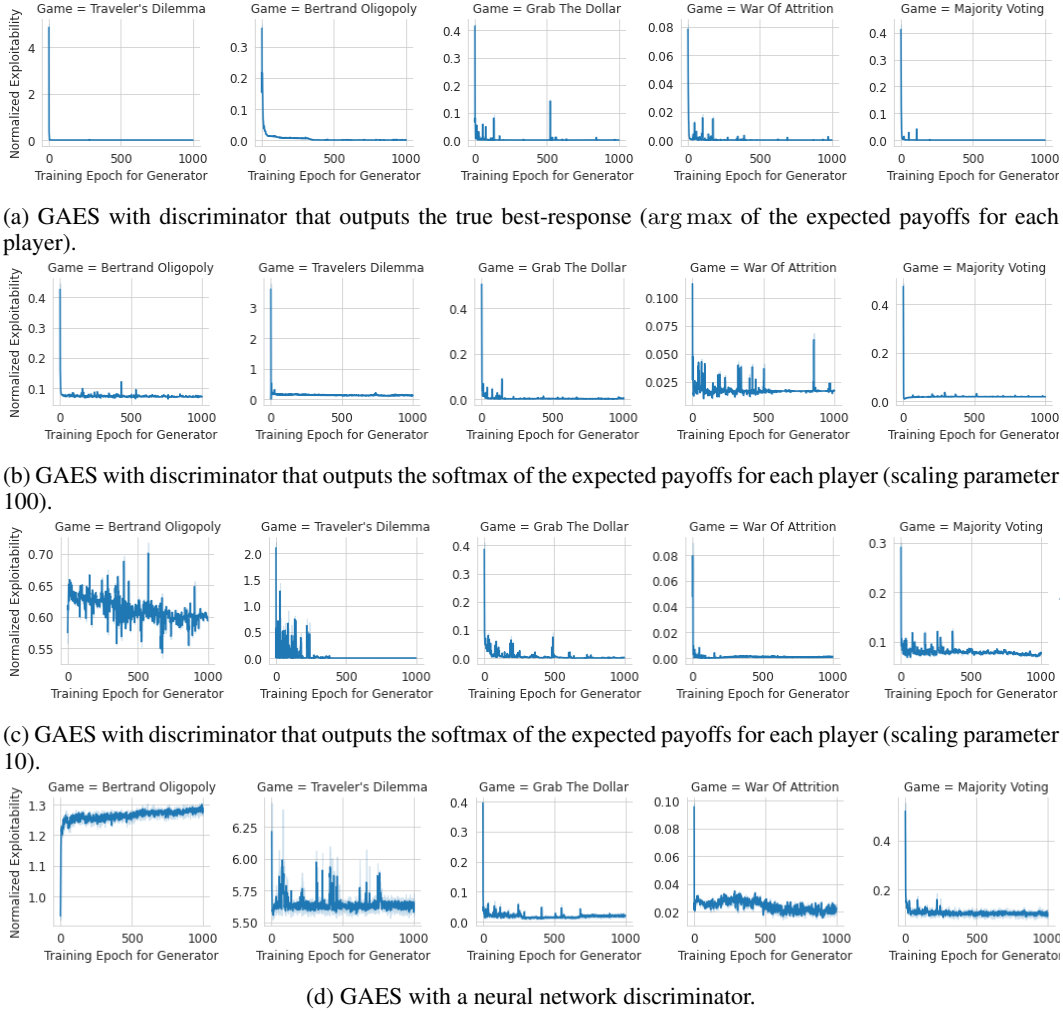 Game = Traveler's Dilemma
Game = Bertrand Oligopoly
Game = Grab The Dollar
Game = War Of Attrition
Game = Majority Voting
Normalized Exploitability
4
2
0
0.3
0.2
0.1
0.0
0.4
0.3
0.2
0.1
0.0
0.08
0.06
0.04
0.02
0.00
0.4
0.3
0.2
0.1
0.0
0 500 1000
0 500 1000
0 500 1000
0 500 1000
0 500 1000
Training Epoch for Generator
Training Epoch for Generator
Training Epoch for Generator
Training Epoch for Generator
Training Epoch for Generator
(a) GAES with discriminator that outputs the true best-response (arg max of the expected payoffs for each
player).
Game = Bertrand Oligopoly
Game = Travelers Dilemma
Game = Grab The Dollar
Game = War Of Attrition
Game = Majority Voting
Normalized Exploitability
0.4
0.3
0.2
0.1
3
2
1
0
0.4
0.2
0.0
0.100
0.075
0.050
0.025
0.4
0.2
0.0
0 500 1000
0 500 1000
0 500 1000
0 500 1000
0 500 1000
Training Epoch for Generator
Training Epoch for Generator
Training Epoch for Generator
Training Epoch for Generator
Training Epoch for Generator
(b) GAES with discriminator that outputs the softmax of the expected payoffs for each player (scaling parameter
100).
Game = Bertrand Oligopoly
Game = Traveler's Dilemma
Game = Grab The Dollar
Game = War Of Attrition
Game = Majority Voting
Normalized Exploitability
0.70
0.65
0.60
0.55
2.0
1.5
1.0
0.5
0.0
0.4
0.3
0.2
0.1
0.0
0.08
0.06
0.04
0.02
0.00
0.3
0.2
0.1
0 500 1000
0 500 1000
0 500 1000
0 500 1000
0 500 1000
Training Epoch for Generator
Training Epoch for Generator
Training Epoch for Generator
Training Epoch for Generator
Training Epoch for Generator
(c) GAES with discriminator that outputs the softmax of the expected payoffs for each player (scaling parameter
10).
Game = Bertrand Oligopoly
Game = Traveler's Dilemma
Game = Grab The Dollar
Game = War Of Attrition
Game = Majority Voting
Normalized Exploitability
1.3
1.2
1.1
1.0
6.25
6.00
5.75
5.50
0.4
0.3
0.2
0.1
0.0
0.10
0.08
0.06
0.04
0.02
0.4
0.2
0 500 1000
0 500 1000
0 500 1000
0 500 1000
0 500 1000
Training Epoch for Generator
Training Epoch for Generator
Training Epoch for Generator
Training Epoch for Generator
Training Epoch for Generator
(d) GAES with a neural network discriminator.